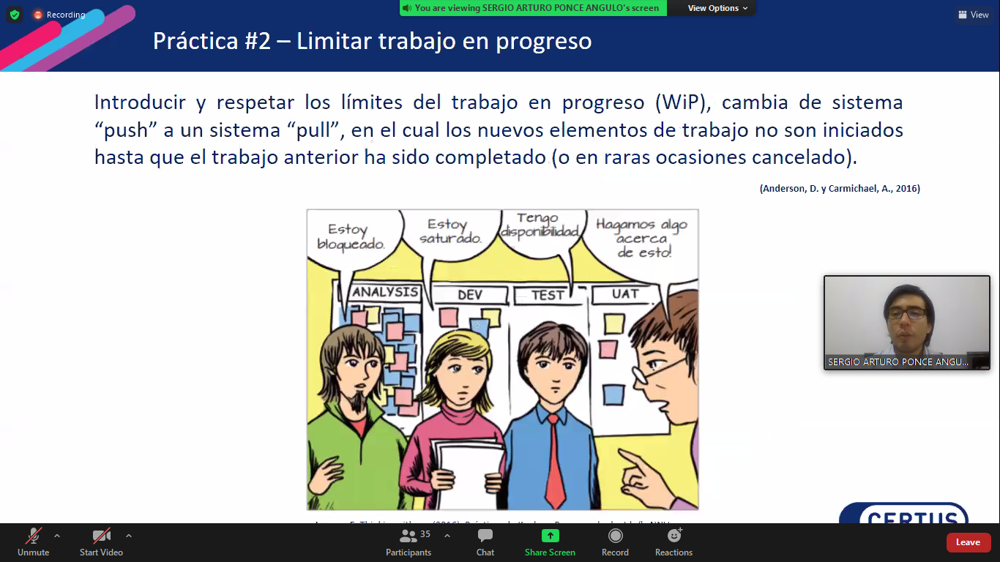 Recording
You are viewing SERGIO ARTURO PONCE ANGULO's screen
View Options
View
Práctica #2 – Limitar trabajo en progreso
Introducir y respetar los límites del trabajo en progreso (WiP), cambia de sistema
“push” a un sistema “pull”, en el cual los nuevos elementos de trabajo no son iniciados
hasta que el trabajo anterior ha sido completado (o en raras ocasiones cancelado).
(Anderson, D. y Carmichael, A., 2016)
Estoy
bloqueado.
Estoy
saturado.
Tengo
disponibilidad
Hagamos algo
acerca
de esto!
ANALYSIS
DEV
TEST
UAT
SERGIO ARTURO PONCE ANGU...
CERTUS
Unmute
Start Video
Participants
35
Chat
Share Screen
Record
Reactions
Leave